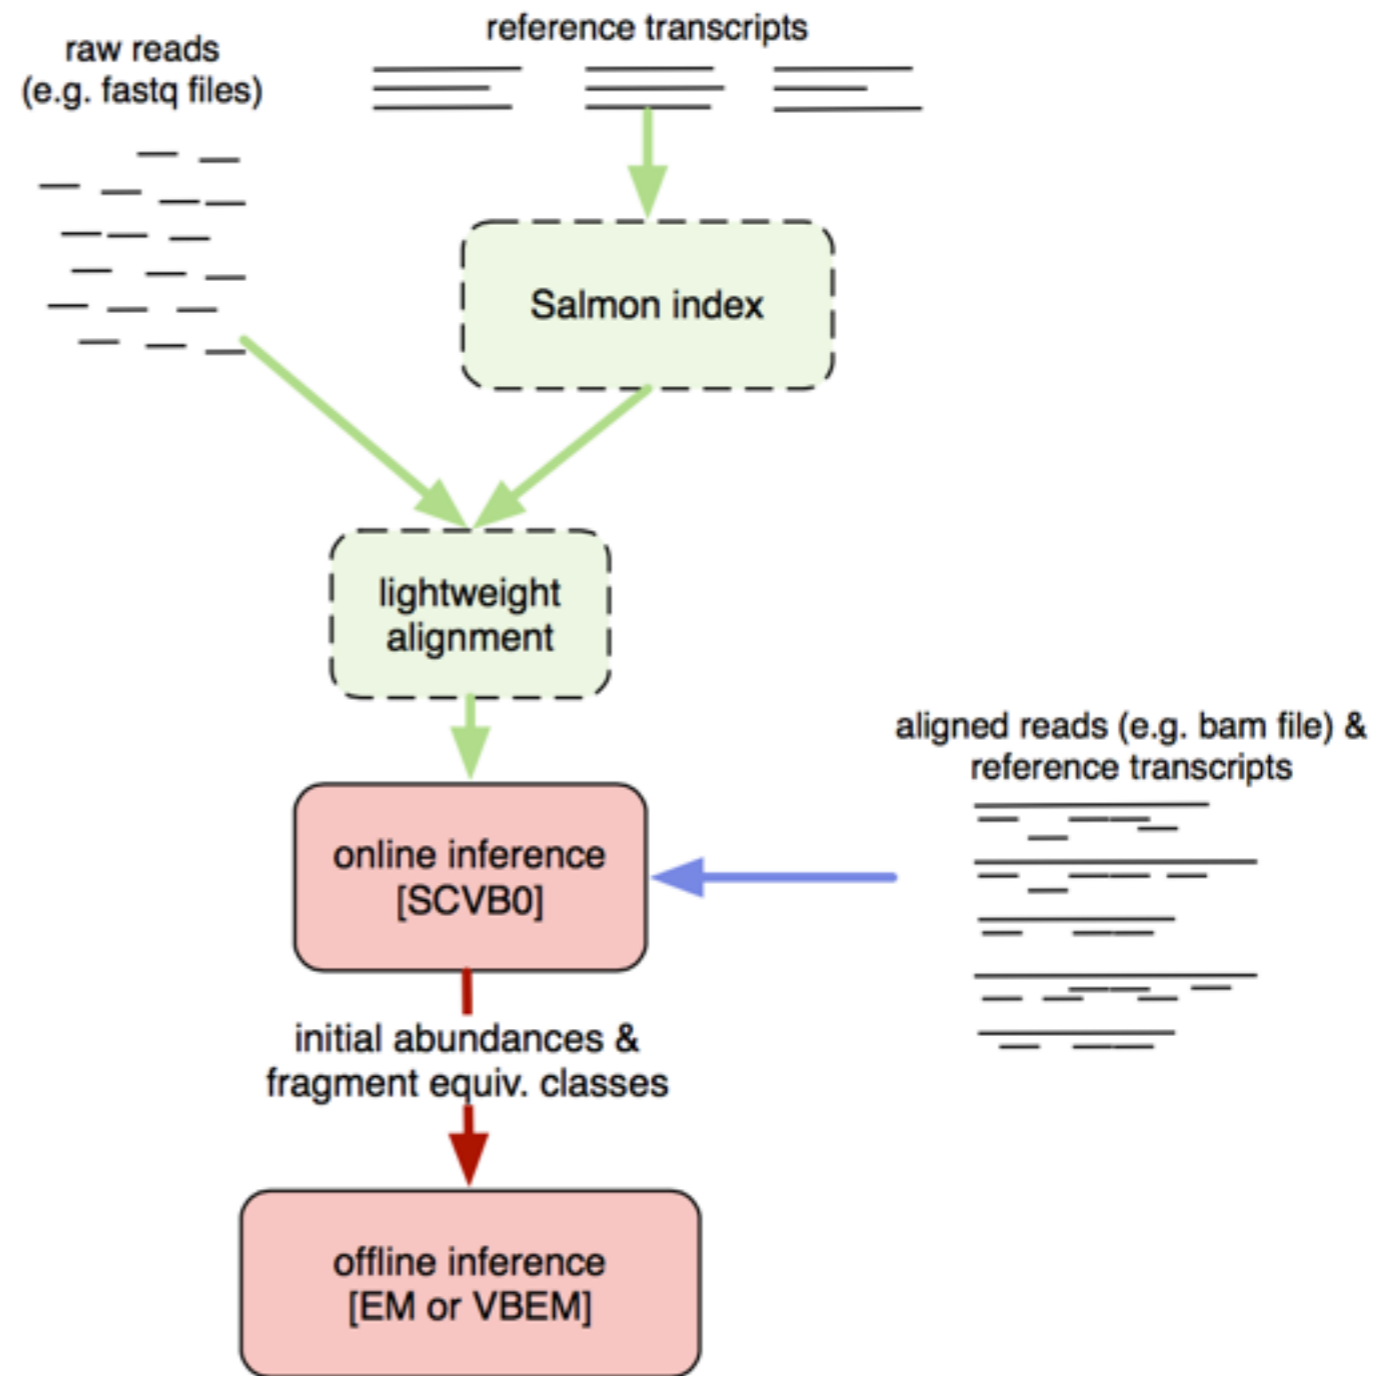 raw reads
(e.g. fastq files)
reference transcripts
Salmon index
lightweight
alignment
aligned reads (e.g. bam file) &
reference transcripts
online inference
[SCVB0]
initial abundances &
fragment equiv. classes
offline inference
[EM or VBEM]